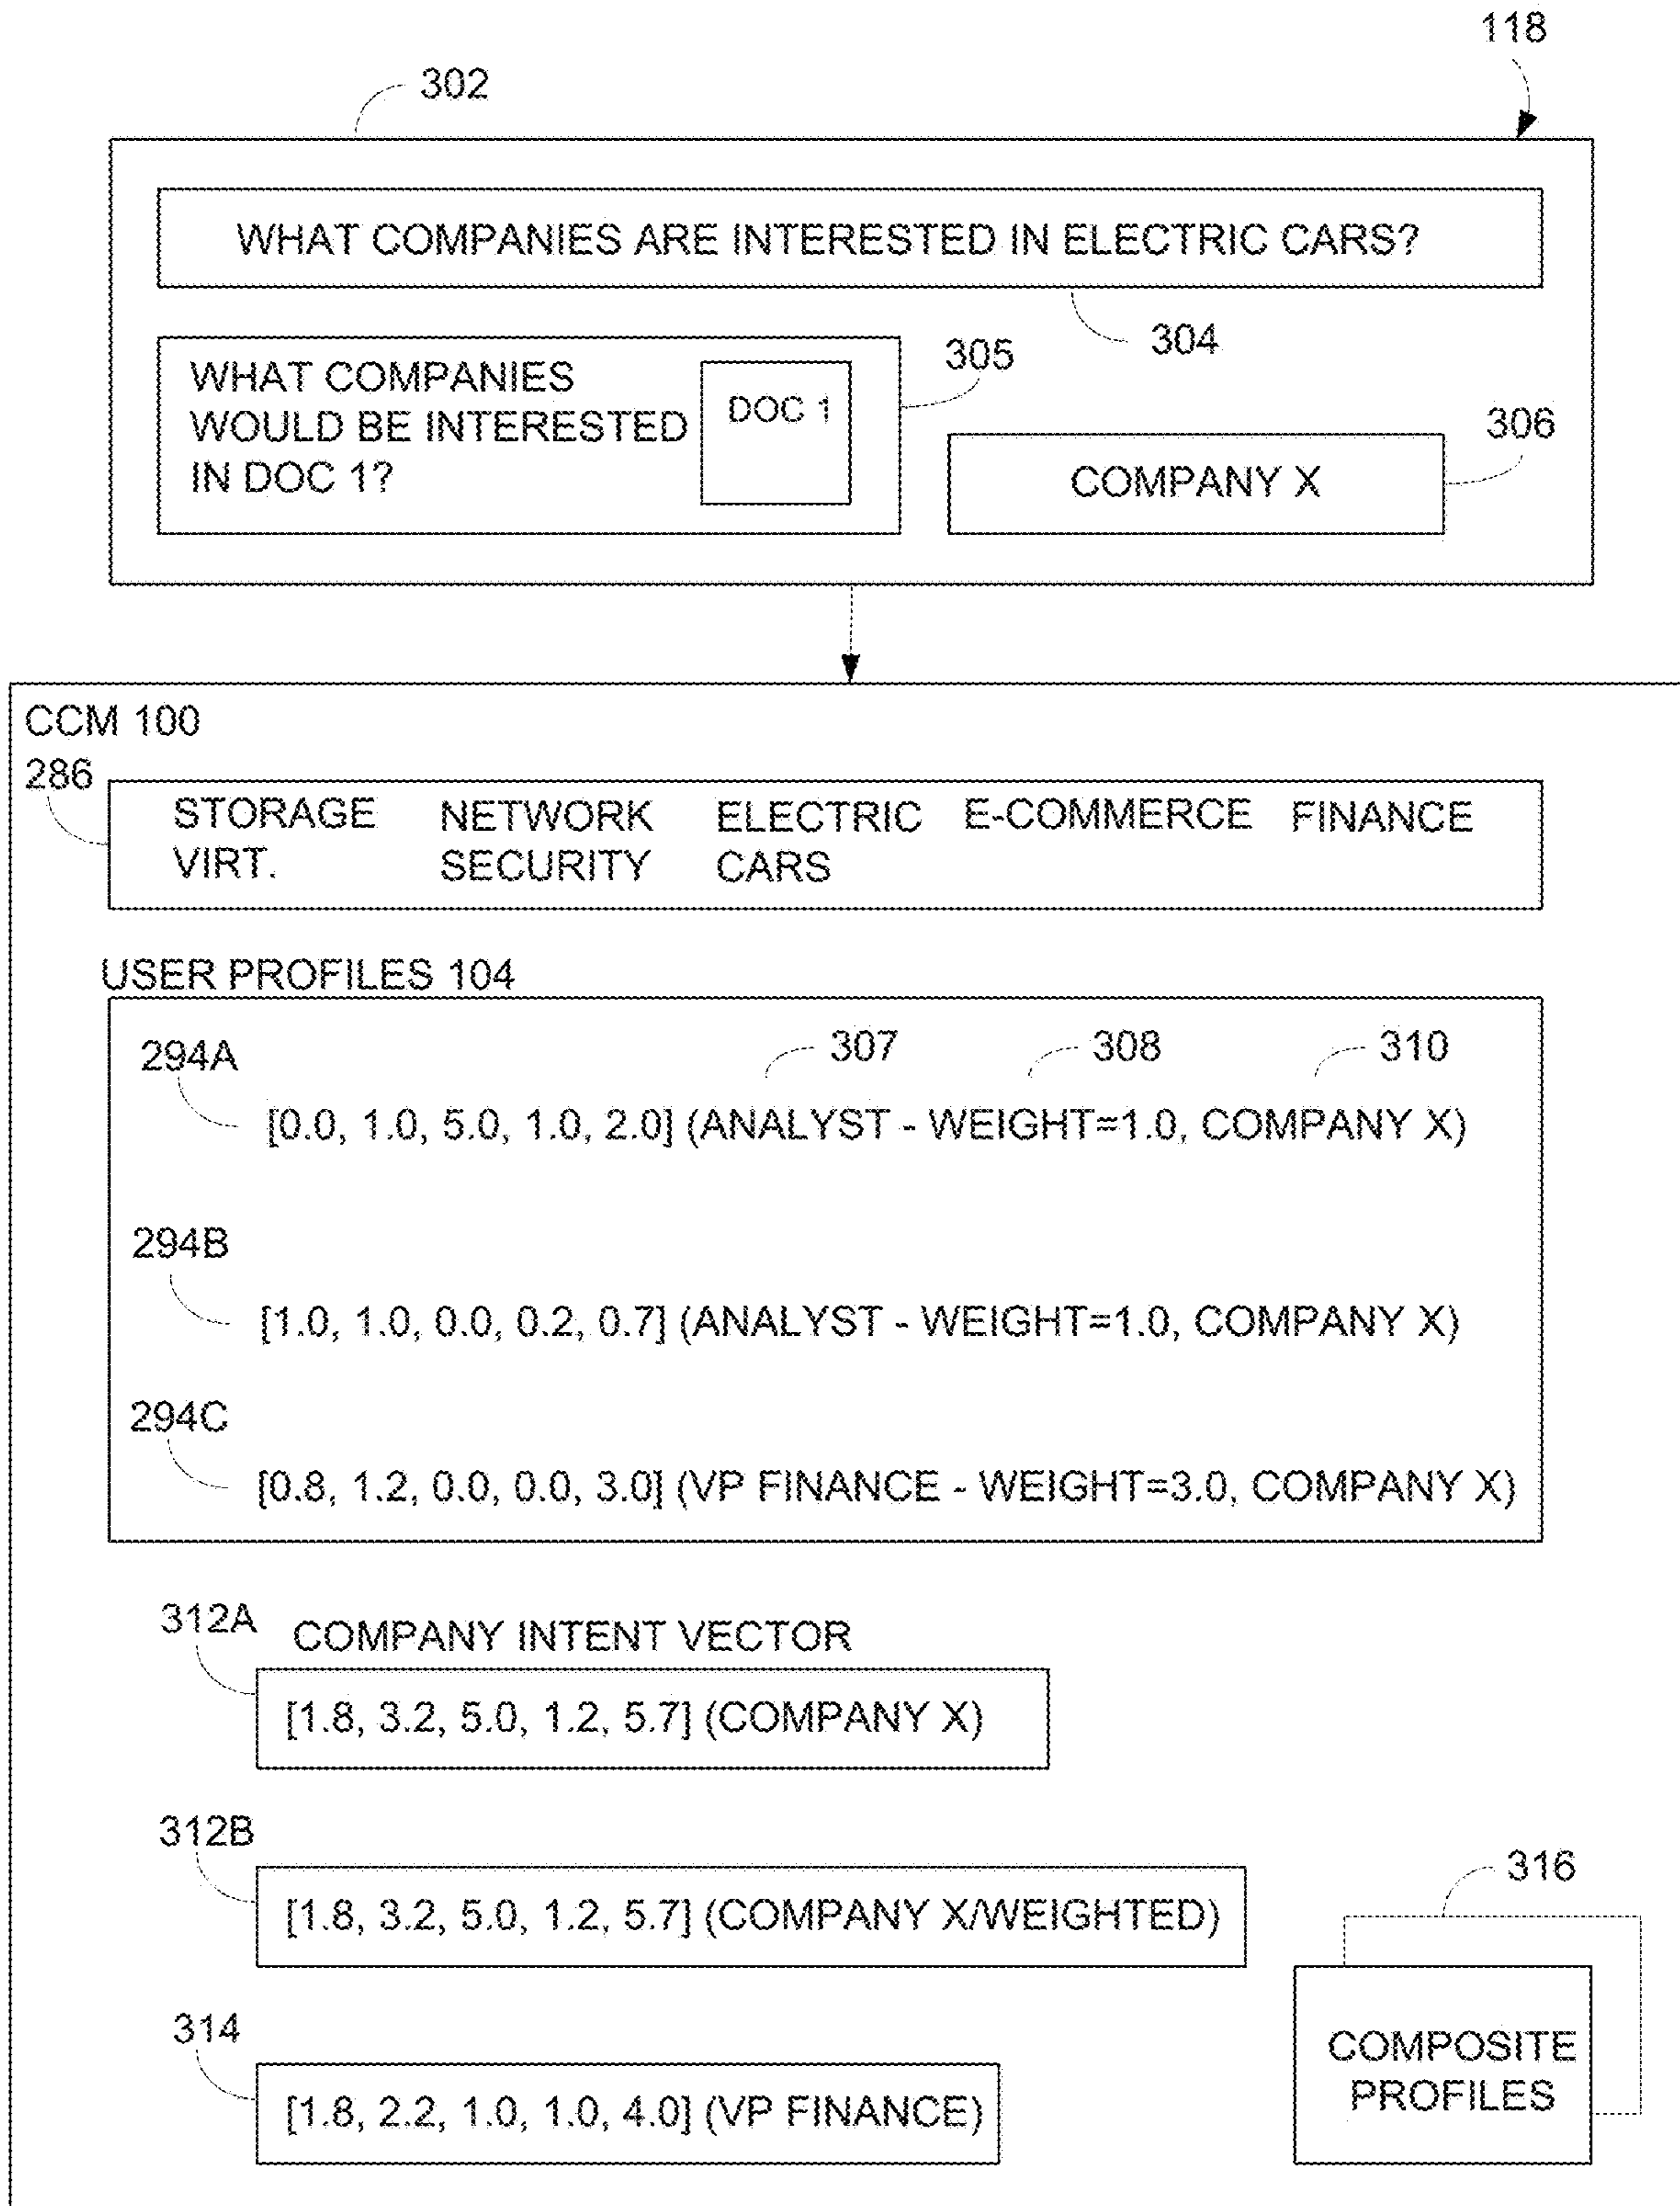 118
302
WHAT COMPANIES ARE INTERESTED IN ELECTRIC CARS?
304
WHAT COMPANIES
WOULD BE INTERESTED
IN DOC 1?
DOC 1
305
306
COMPANY X
CCM 100
286
STORAGE VIRT.
NETWORK SECURITY
ELECTRIC CARS
E-COMMERCE
FINANCE
USER PROFILES 104
294A
307
308
310
[0.0, 1.0, 5.0, 1.0, 2.0] (ANALYST - WEIGHT=1.0, COMPANY X)
294B
[1.0, 1.0, 0.0, 0.2, 0.7] (ANALYST - WEIGHT=1.0, COMPANY X)
294C
[0.8, 1.2, 0.0, 0.0, 3.0] (VP FINANCE - WEIGHT=3.0, COMPANY X)
312A
COMPANY INTENT VECTOR
[1.8, 3.2, 5.0, 1.2, 5.7] (COMPANY X)
312B
[1.8, 3.2, 5.0, 1.2, 5.7] (COMPANY X/WEIGHTED)
316
314
[1.8, 2.2, 1.0, 1.0, 4.0] (VP FINANCE)
COMPOSITE
PROFILES